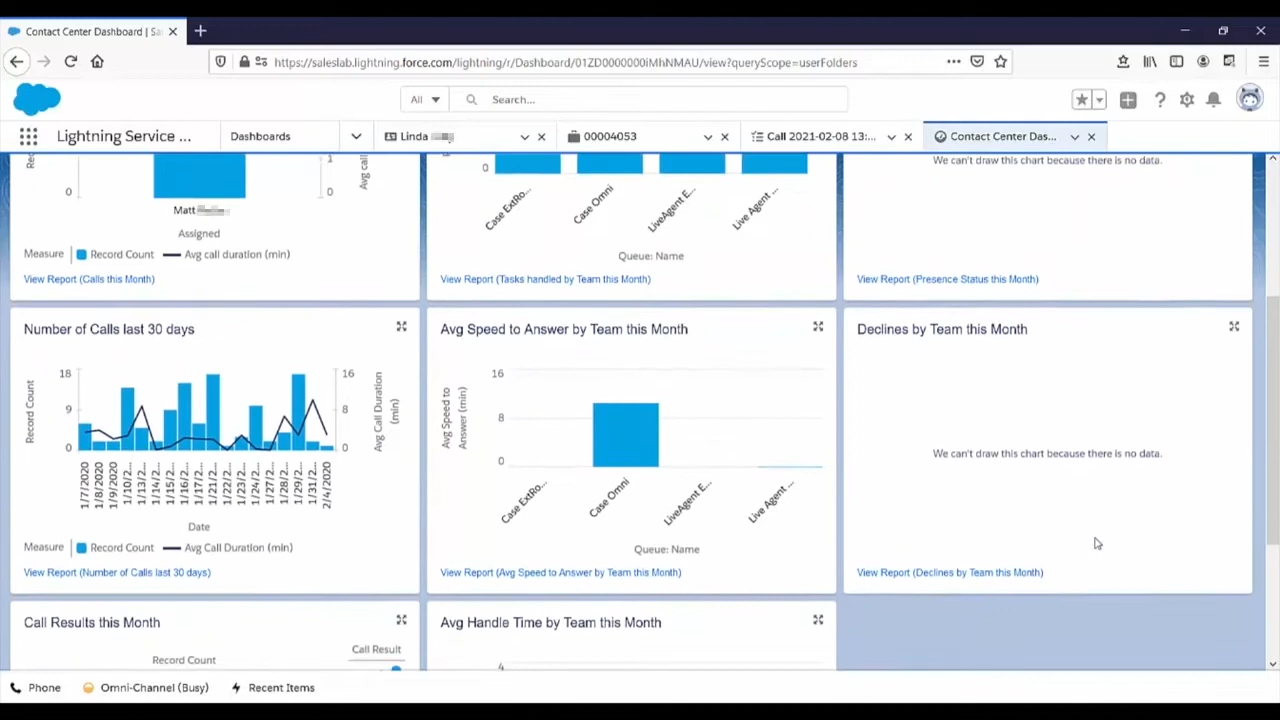 Contact Center Dashboard | Sa
https://saleslab.lightning.force.com/lightning/r/Dashboard/01ZD0000000iMhNMAU/view?queryScope=userFolders
All
Search...
Lightning Service ...
Dashboards
Linda
00004053
Call 2021-02-08 13:...
Contact Center Das...
0
1
0
Avg call
Matt
Assigned
Measure
Record Count
Avg call duration (min)
View Report (Calls this Month)
0
Case ExtRo...
Case Omni
LiveAgent E...
Live Agent ...
Queue: Name
View Report (Tasks handled by Team this Month)
We can't draw this chart because there is no data.
View Report (Presence Status this Month)
Number of Calls last 30 days
Record Count
18
9
0
16
8
0
Avg Call Duration (min)
1/7/2020
1/8/2020
1/9/2020
1/10/2...
1/13/2...
1/14/2...
1/15/2...
1/16/2...
1/17/2...
1/21/2...
1/22/2...
1/23/2...
1/24/2...
1/27/2...
1/28/2...
1/29/2...
1/31/2...
2/4/2020
Date
Measure
Record Count
Avg Call Duration (min)
View Report (Number of Calls last 30 days)
Avg Speed to Answer by Team this Month
Avg Speed to Answer (min)
16
8
0
Case ExtRo...
Case Omni
LiveAgent E...
Live Agent ...
Queue: Name
View Report (Avg Speed to Answer by Team this Month)
Declines by Team this Month
We can't draw this chart because there is no data.
View Report (Declines by Team this Month)
Call Results this Month
Record Count
Call Result
Avg Handle Time by Team this Month
4
Phone
Omni-Channel (Busy)
Recent Items